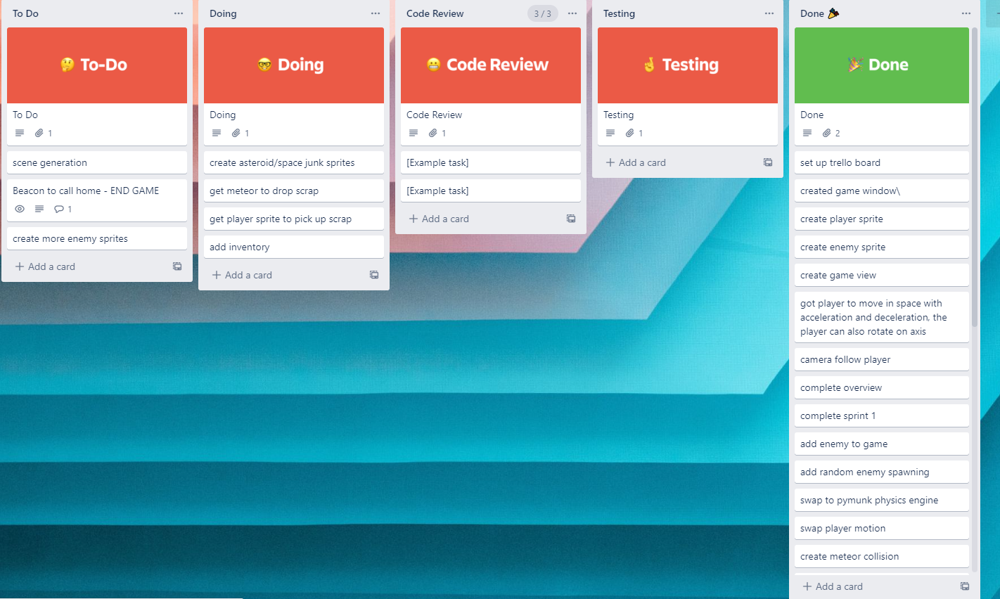 To Do
To-Do
To Do
1
scene generation
Beacon to call home - END GAME
1
create more enemy sprites
Add a card
Doing
Doing
Doing
1
create asteroid/space junk sprites
get meteor to drop scrap
get player sprite to pick up scrap
add inventory
Add a card
Code Review
3 / 3
Code Review
Code Review
1
[Example task]
[Example task]
Add a card
Testing
Testing
Testing
1
Add a card
Done
Done
Done
2
set up trello board
created game window\
create player sprite
create enemy sprite
create game view
got player to move in space with
acceleration and deceleration, the
player can also rotate on axis
camera follow player
complete overview
complete sprint 1
add enemy to game
add random enemy spawning
swap to pymunk physics engine
swap player motion
create meteor collision
Add a card